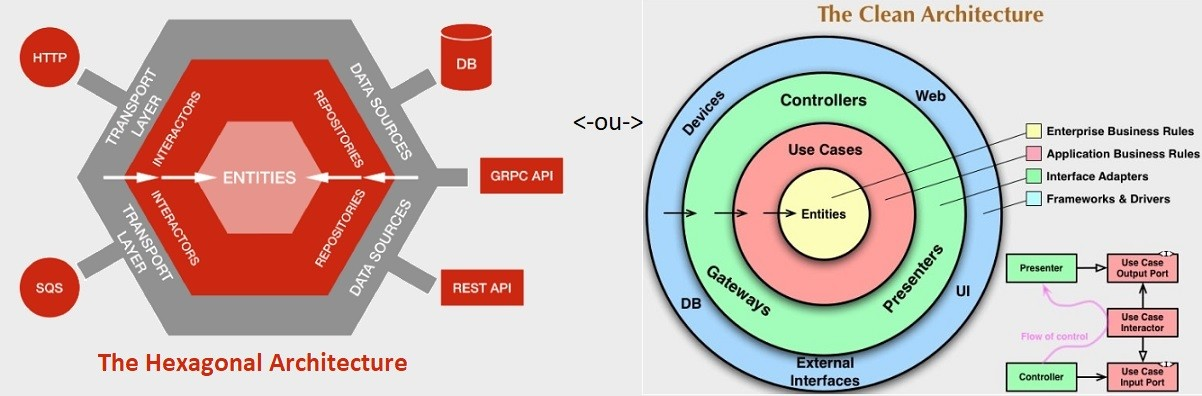 HTTP
TRANSPORT
LAYER
INTERACTORS
REPOSITORIES
DATA SOURCES
DB
ENTITIES
GRPC API
TRANSPORT
LAYER
INTERACTORS
REPOSITORIES
DATA SOURCES
SQS
REST API
The Hexagonal Architecture
<-ou->
The Clean Architecture
Devices
Web
Controllers
Use Cases
Entities
Gateways
Presenters
DB
UI
External
Interfaces
Enterprise Business Rules
Application Business Rules
Interface Adapters
Frameworks & Drivers
Presenter
Use Case
Output Port
Use Case
Interactor
Flow of control
Controller
Use Case
Input Port